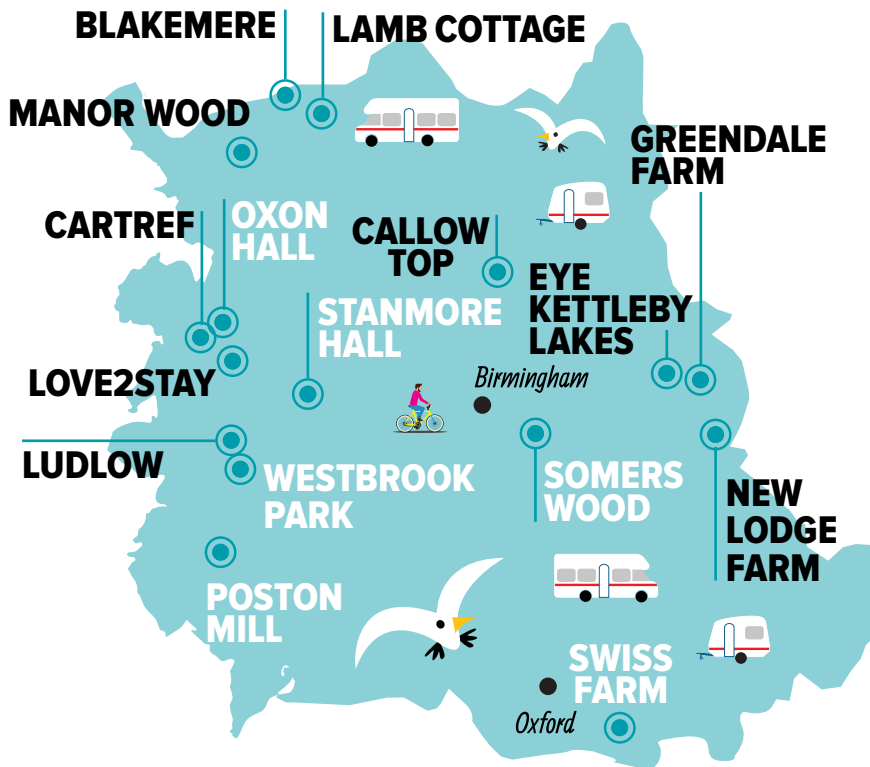 BLAKEMERE
LAMB COTTAGE
MANOR WOOD
GREENDALE
FARM
CARTREF
OXON
HALL
CALLOW
TOP
EYE
KETTLEBY
LAKES
STANMORE
HALL
LOVE2STAY
Birmingham
LUDLOW
WESTBROOK
PARK
SOMERS
WOOD
NEW
LODGE
FARM
POSTON
MILL
SWISS
FARM
Oxford